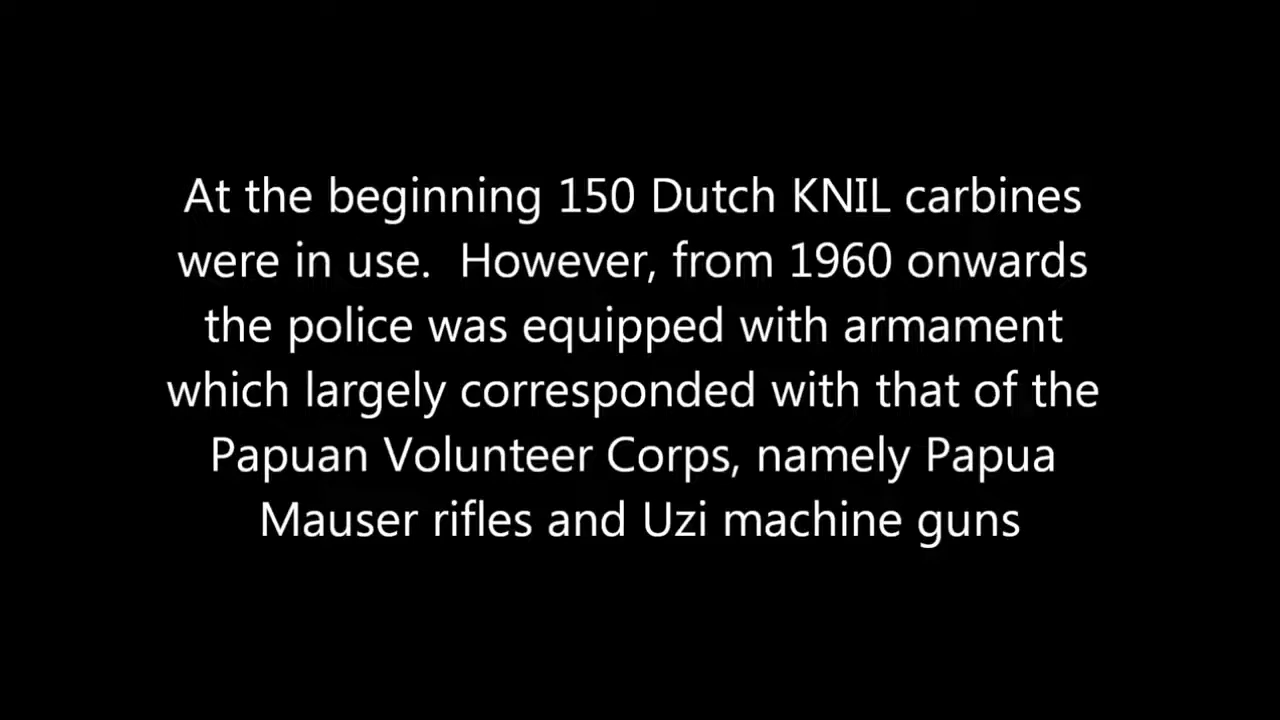 At the beginning 150 Dutch KNIL carbines
were in use.  However, from 1960 onwards
the police was equipped with armament
which largely corresponded with that of the
Papuan Volunteer Corps, namely Papua
Mauser rifles and Uzi machine guns